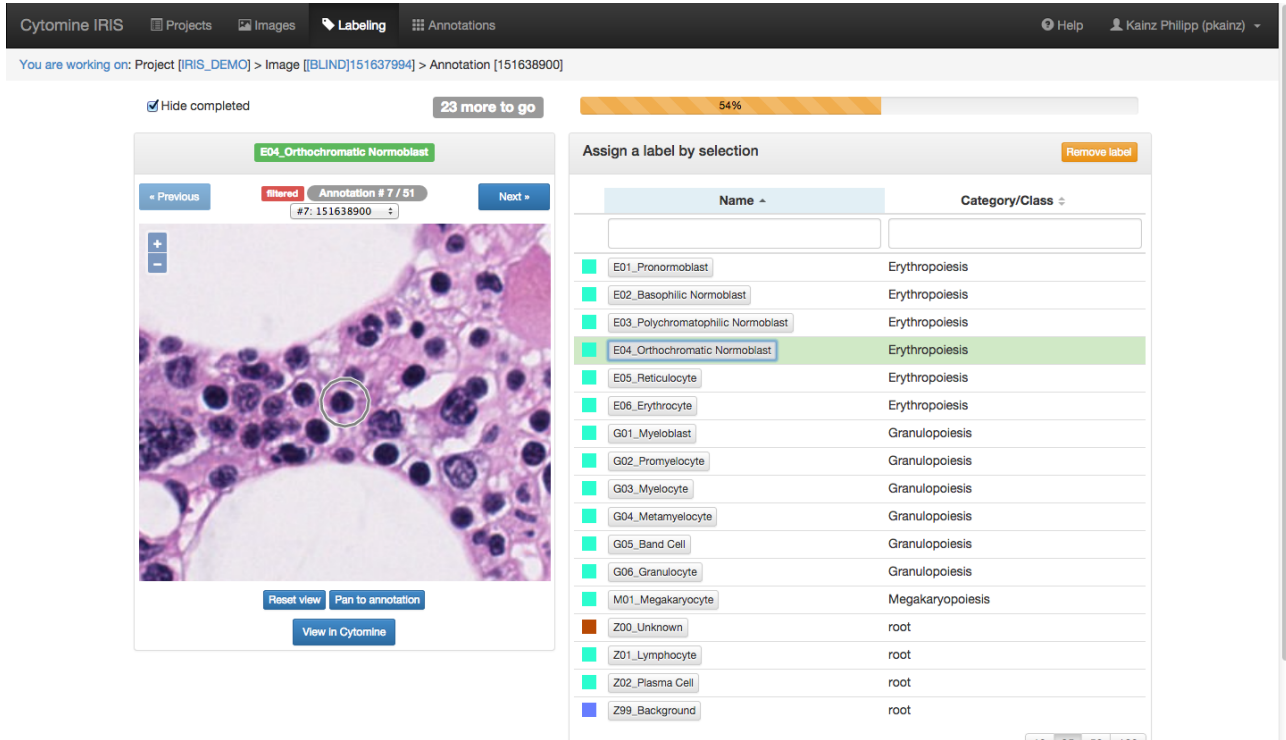 Cytomine IRIS Projects Images Labeling Annotations Help Kainz Philipp (pkainz)
You are working on: Project [IRIS_DEMO] > Image [[BLIND]151637994] > Annotation [151638900]
Hide completed 23 more to go 54%
E04_Orthochromatic Normoblast
« Previous filtered Annotation # 7 / 51 Next »
#7: 151638900
+
−
Reset view Pan to annotation
View in Cytomine
Assign a label by selection Remove label
Name Category/Class
E01_Pronormoblast Erythropoiesis
E02_Basophilic Normoblast Erythropoiesis
E03_Polychromatophilic Normoblast Erythropoiesis
E04_Orthochromatic Normoblast Erythropoiesis
E05_Reticulocyte Erythropoiesis
E06_Erythrocyte Erythropoiesis
G01_Myeloblast Granulopoiesis
G02_Promyelocyte Granulopoiesis
G03_Myelocyte Granulopoiesis
G04_Metamyelocyte Granulopoiesis
G05_Band Cell Granulopoiesis
G06_Granulocyte Granulopoiesis
M01_Megakaryocyte Megakaryopoiesis
Z00_Unknown root
Z01_Lymphocyte root
Z02_Plasma Cell root
Z99_Background root